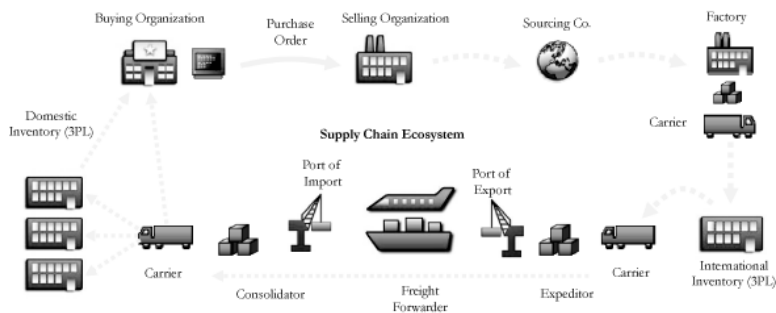 Buying Organization
Purchase
Order
Selling Organization
Sourcing Co.
Factory
Domestic
Inventory (3PL)
Carrier
Supply Chain Ecosystem
Port of
Import
Port of
Export
Carrier
Consolidator
Freight
Forwarder
Expeditor
Carrier
International
Inventory (3PL)